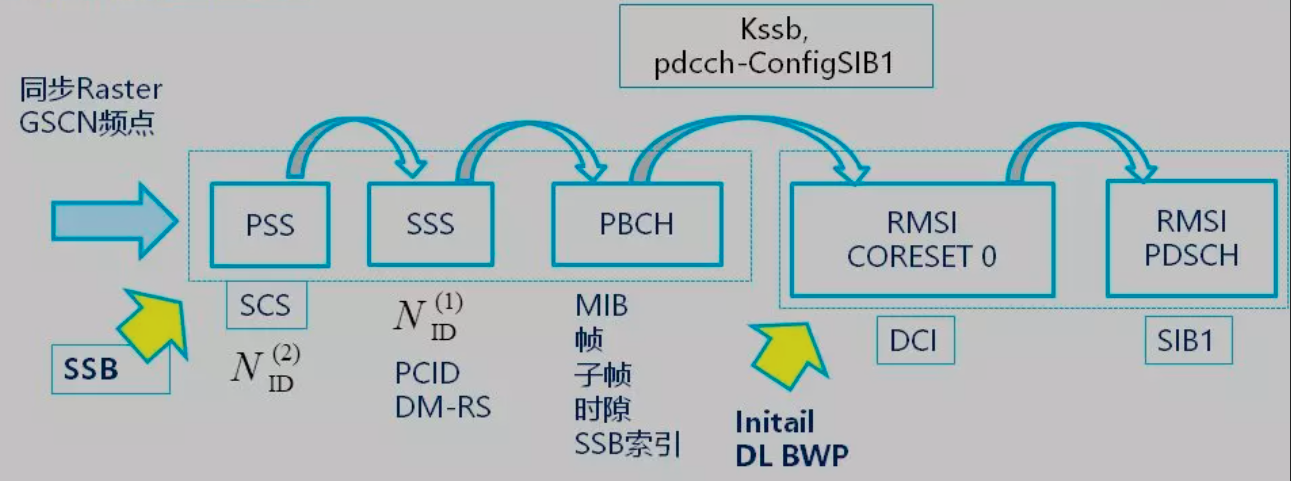 Kssb,
pdcch-ConfigSIB1
同步Raster
GSCN频点
PSS
SSS
PBCH
RMSI
CORESET 0
RMSI
PDSCH
SCS
N ID (2)
N ID (1)
PCID
DM-RS
MIB
帧
子帧
时隙
SSB索引
DCI
SIB1
SSB
Initail
DL BWP